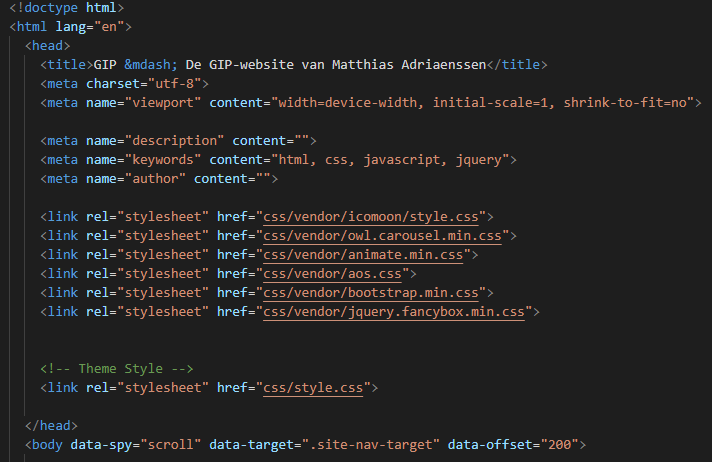 <!doctype html>
<html lang="en">
<head>
<title>GIP &mdash; De GIP-website van Matthias Adriaenssen</title>
<meta charset="utf-8">
<meta name="viewport" content="width=device-width, initial-scale=1, shrink-to-fit=no">
<meta name="description" content="">
<meta name="keywords" content="html, css, javascript, jquery">
<meta name="author" content="">
<link rel="stylesheet" href="css/vendor/icomoon/style.css">
<link rel="stylesheet" href="css/vendor/owl.carousel.min.css">
<link rel="stylesheet" href="css/vendor/animate.min.css">
<link rel="stylesheet" href="css/vendor/aos.css">
<link rel="stylesheet" href="css/vendor/bootstrap.min.css">
<link rel="stylesheet" href="css/vendor/jquery.fancybox.min.css">
<!-- Theme Style -->
<link rel="stylesheet" href="css/style.css">
</head>
<body data-spy="scroll" data-target=".site-nav-target" data-offset="200">